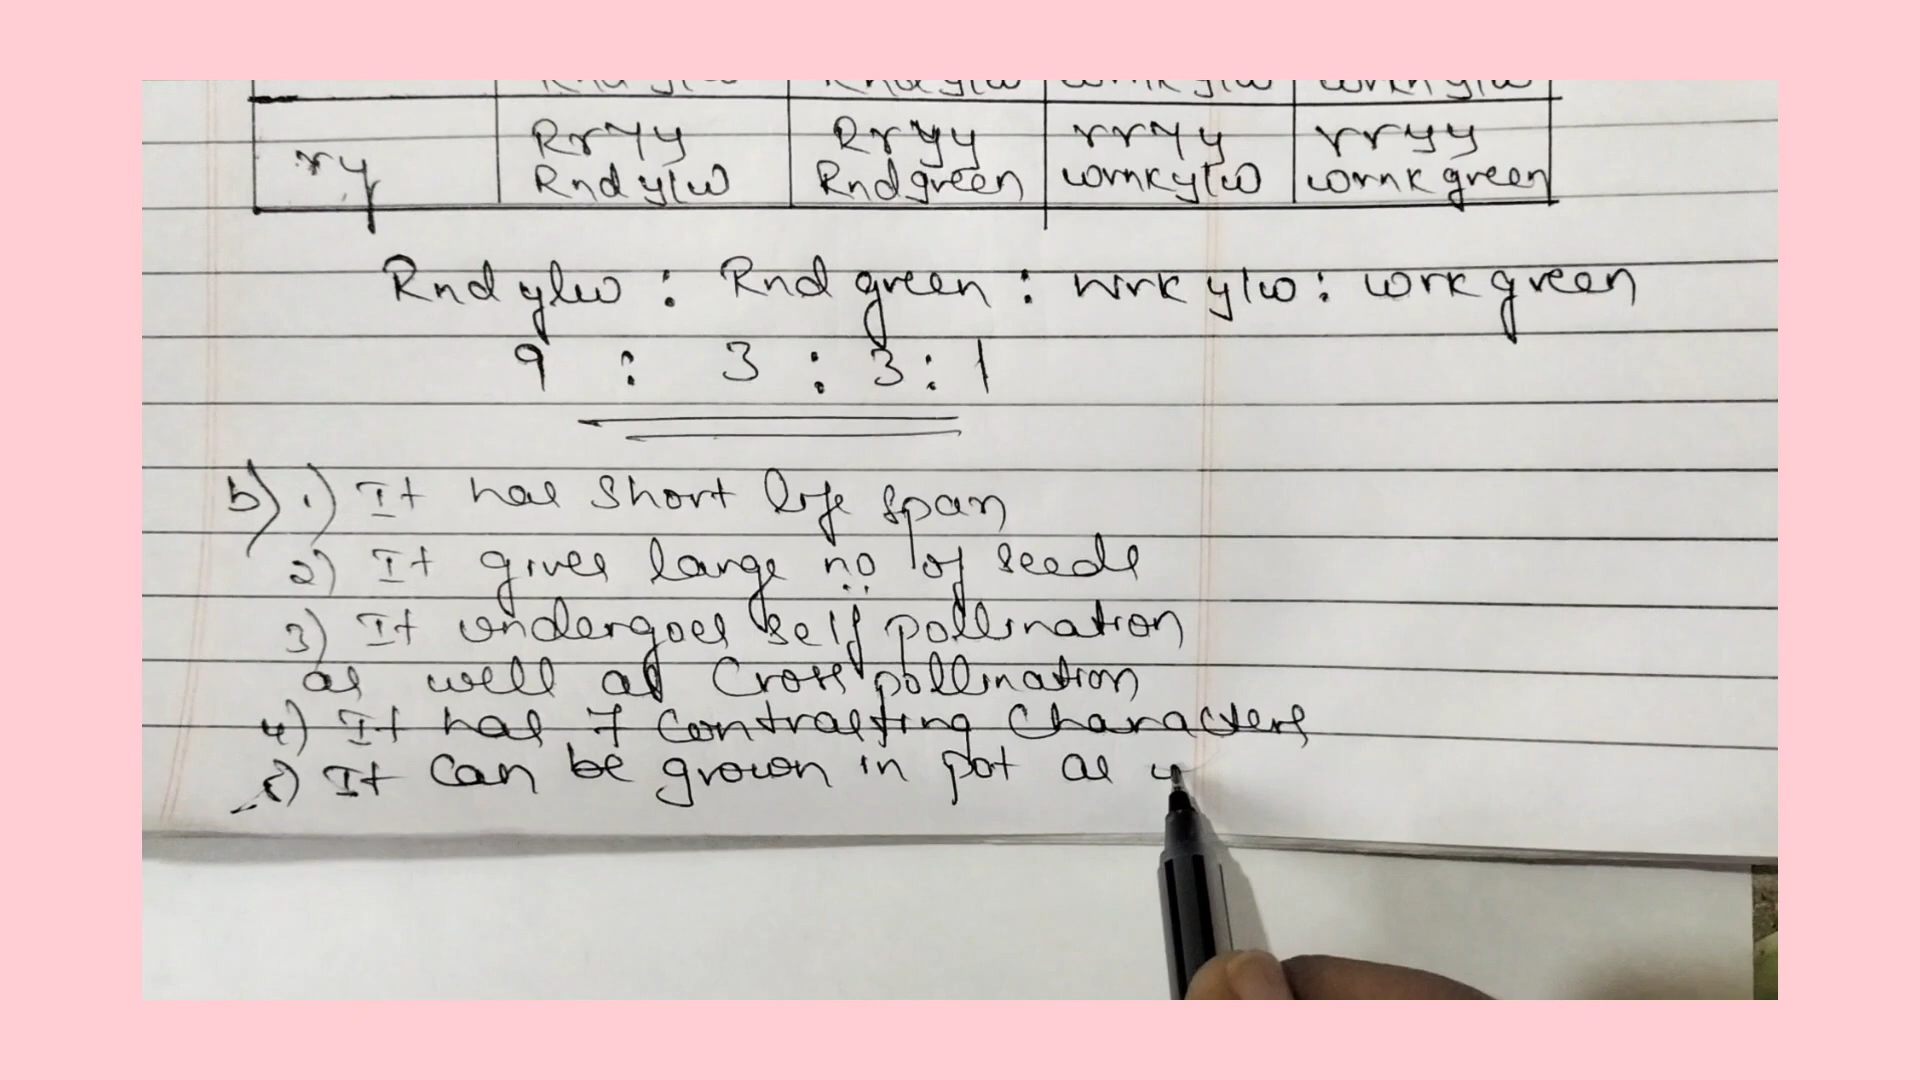 RrYy Rryy rrYy rryy
ry Rnd ylw Rnd green wrnk ylw wrnk green
Rnd ylw : Rnd green : wrk ylw : wrk green
9 : 3 : 3 : 1
b) 1) It has short life span
2) It gives large no of seeds
3) It undergoes self pollination
as well as Cross pollination
4) It has 7 Contrasting Characters
5) It can be grown in pot as